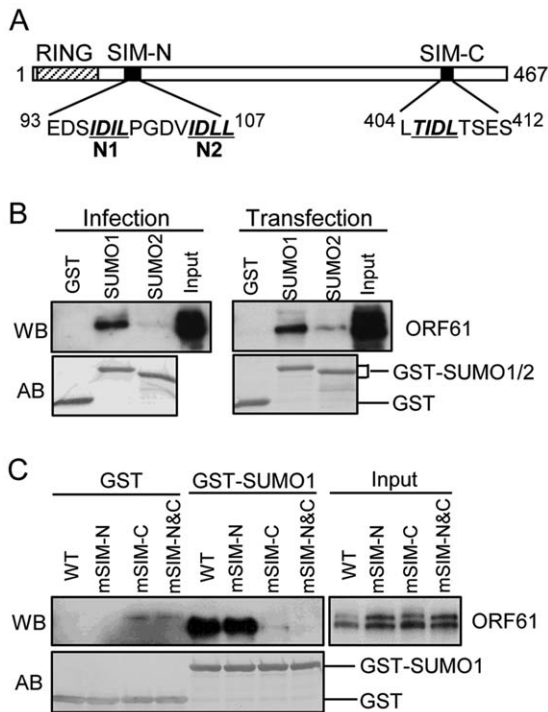 A
RING SIM-N SIM-C
1 467
93 EDSIDILPGDVIDLL 107 404 LTIDLTSES 412
N1 N2
B
Infection Transfection
GST SUMO1 SUMO2 Input GST SUMO1 SUMO2 Input
WB ORF61
AB GST-SUMO1/2
GST
C
GST GST-SUMO1 Input
WT mSIM-N mSIM-C mSIM-N&C WT mSIM-N mSIM-C mSIM-N&C WT mSIM-N mSIM-C mSIM-N&C
WB ORF61
AB GST-SUMO1
GST